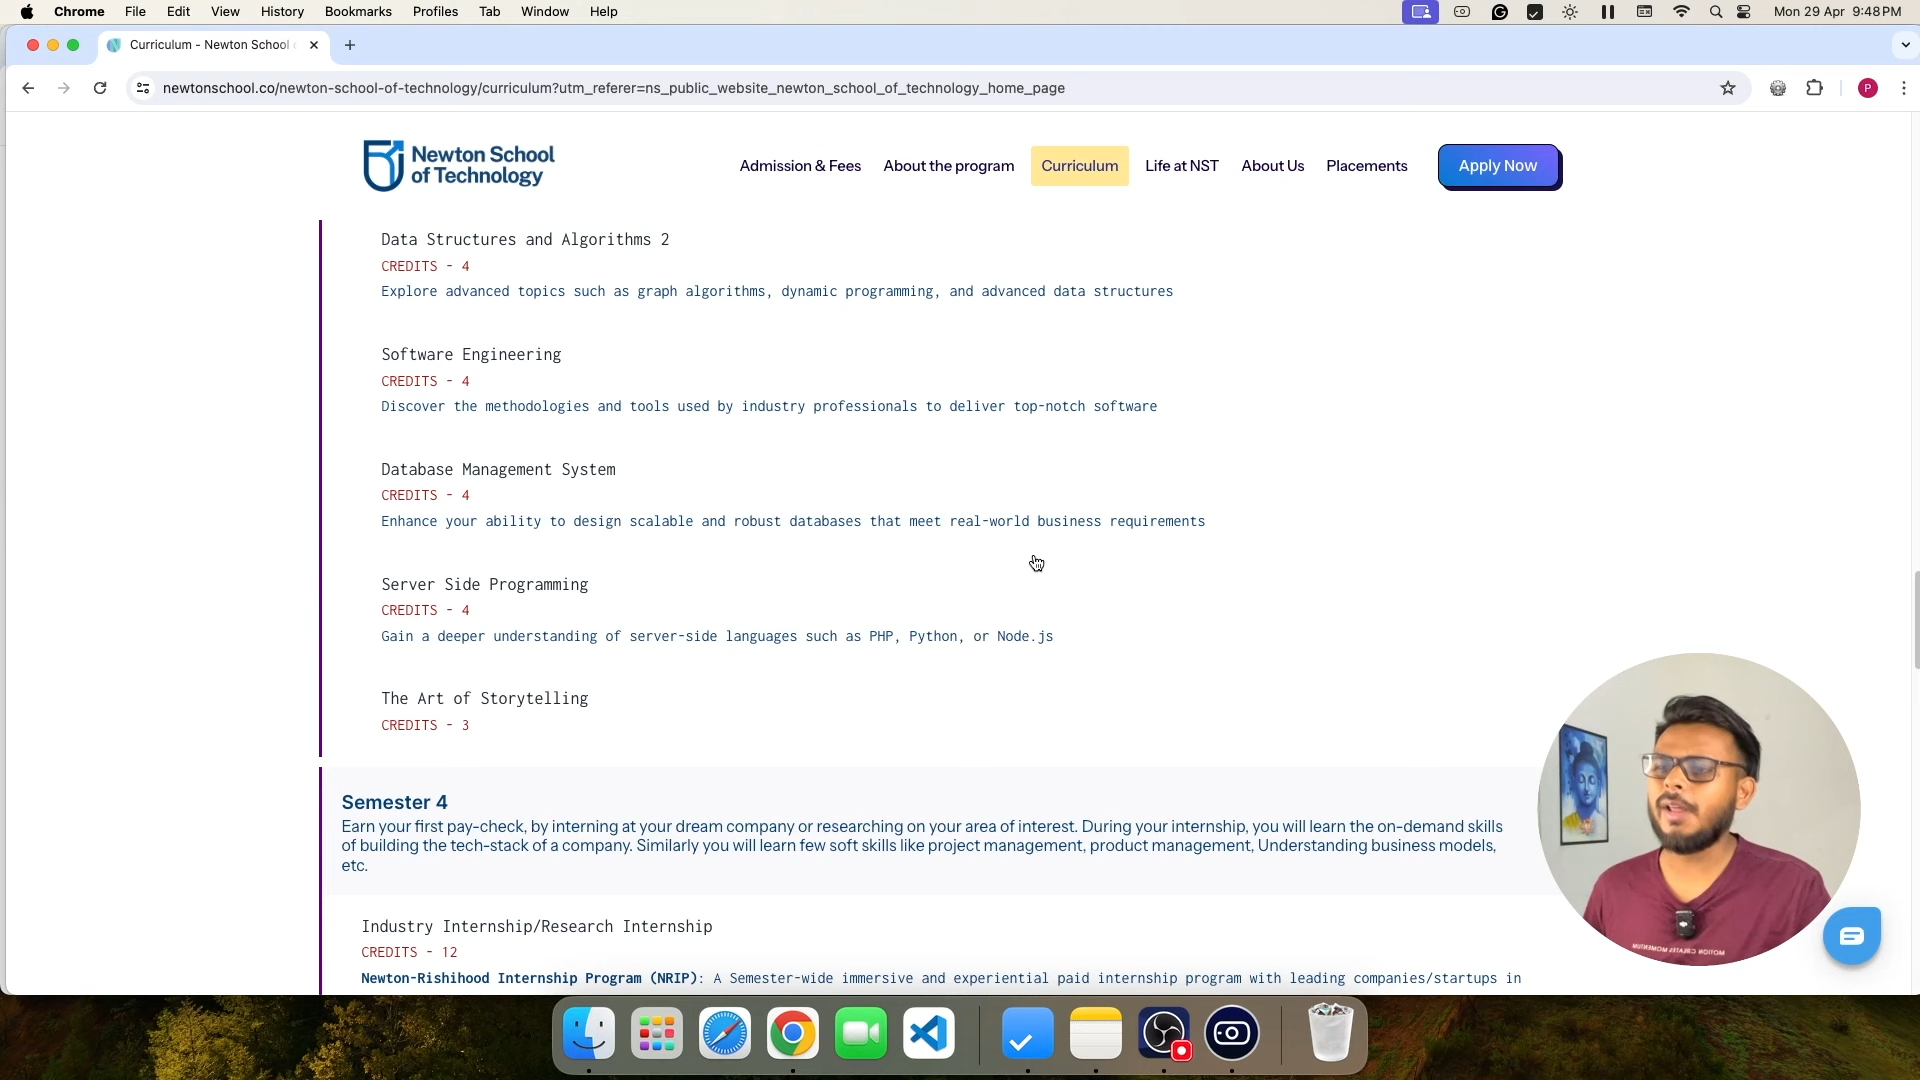 Chrome File Edit View History Bookmarks Profiles Tab Window Help Mon 29 Apr 9:48 PM
Curriculum - Newton School
newtonschool.co/newton-school-of-technology/curriculum?utm_referer=ns_public_website_newton_school_of_technology_home_page
P
Newton School
of Technology
Admission & Fees About the program Curriculum Life at NST About Us Placements Apply Now
Data Structures and Algorithms 2
CREDITS - 4
Explore advanced topics such as graph algorithms, dynamic programming, and advanced data structures
Software Engineering
CREDITS - 4
Discover the methodologies and tools used by industry professionals to deliver top-notch software
Database Management System
CREDITS - 4
Enhance your ability to design scalable and robust databases that meet real-world business requirements
Server Side Programming
CREDITS - 4
Gain a deeper understanding of server-side languages such as PHP, Python, or Node.js
The Art of Storytelling
CREDITS - 3
Semester 4
Earn your first pay-check, by interning at your dream company or researching on your area of interest. During your internship, you will learn the on-demand skills
of building the tech-stack of a company. Similarly you will learn few soft skills like project management, product management, Understanding business models,
etc.
Industry Internship/Research Internship
CREDITS - 12
Newton-Rishihood Internship Program (NRIP): A Semester-wide immersive and experiential paid internship program with leading companies/startups in